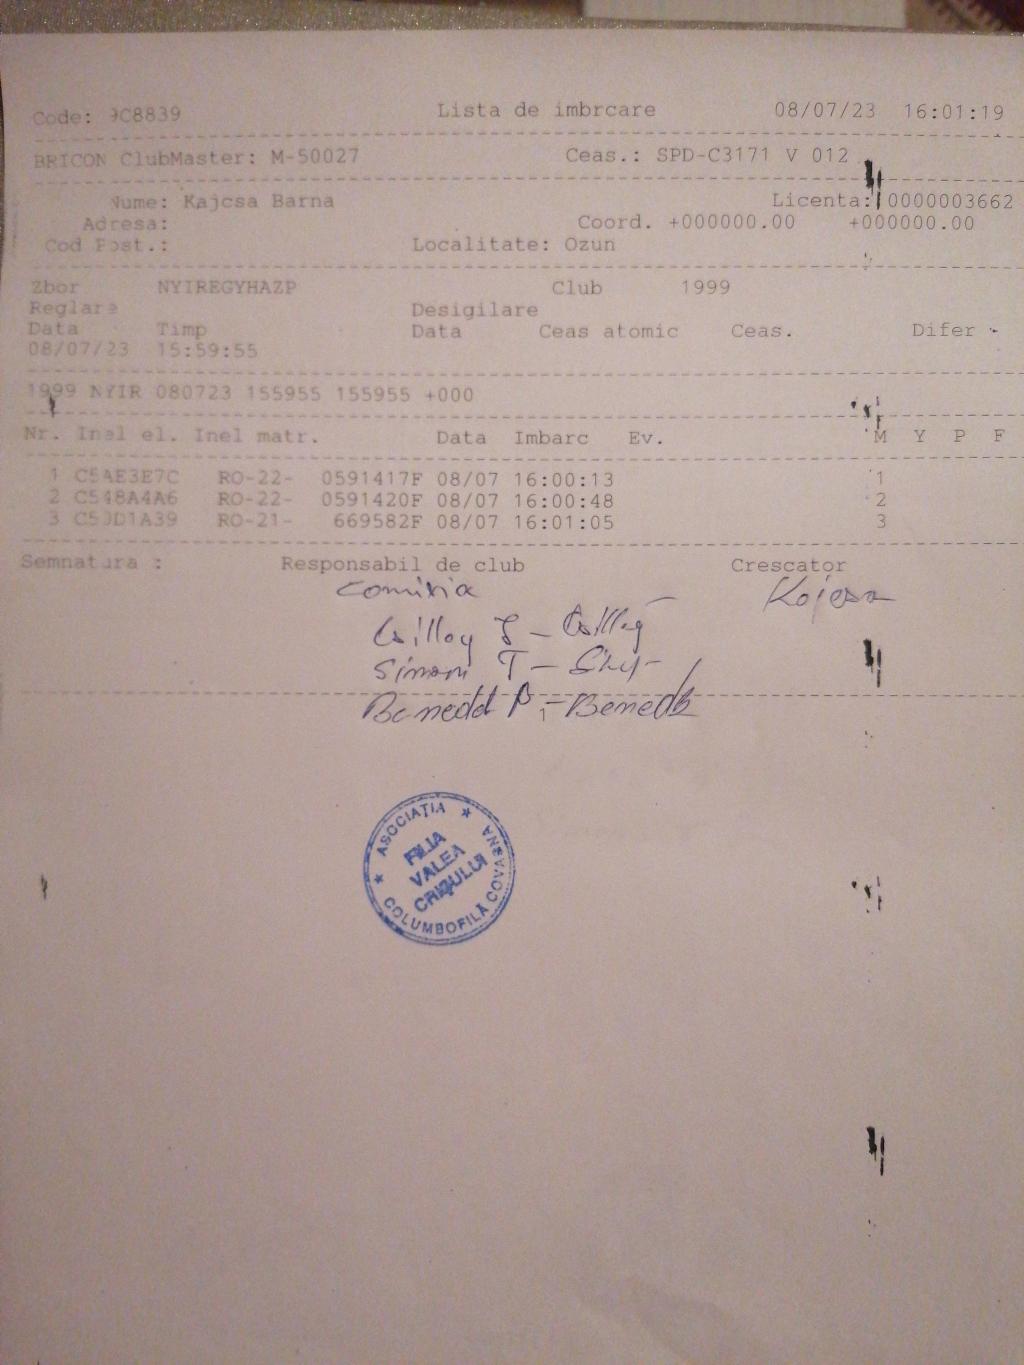 Code: 9C8839 Lista de imbrcare 08/07/23 16:01:19
BRICON ClubMaster: M-50027 Ceas.: SPD-C3171 V 012
Nume: Kajcsa Barna Licenta: 0000003662
Adresa: Coord. +000000.00 +000000.00
Cod Post.: Localitate: Ozun
Zbor NYIREGYHAZP Club 1999
Reglare Desigilare
Data Timp Data Ceas atomic Ceas. Difer
08/07/23 15:59:55
1999 NYIR 080723 155955 155955 +000
Nr. Inel el. Inel matr. Data Imbarc Ev. M Y P F
1 C5AE3E7C RO-22- 0591417F 08/07 16:00:13 1
2 C548A4A6 RO-22- 0591420F 08/07 16:00:48 2
3 C50D1A39 RO-21- 669582F 08/07 16:01:05 3
Semnatura : Responsabil de club Crescator
Comisia Kajcsa
Simon T -
Benedek
ASOCIAȚIA COLUMBOFILĂ COVASNA
FILIA
VALEA
CRIȘULUI